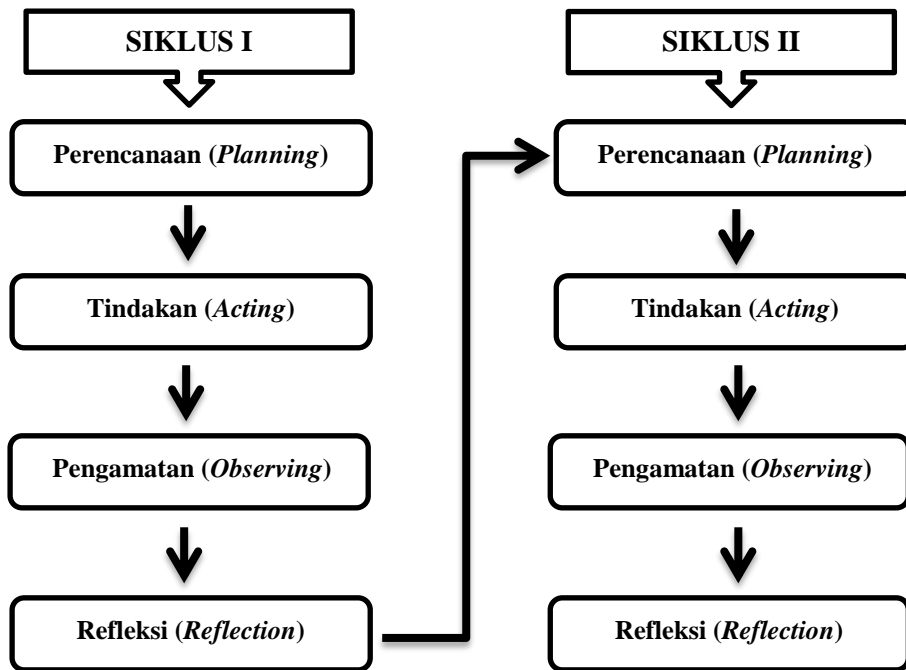 SIKLUS I
Perencanaan (Planning)
Tindakan (Acting)
Pengamatan (Observing)
Refleksi (Reflection)
SIKLUS II
Perencanaan (Planning)
Tindakan (Acting)
Pengamatan (Observing)
Refleksi (Reflection)